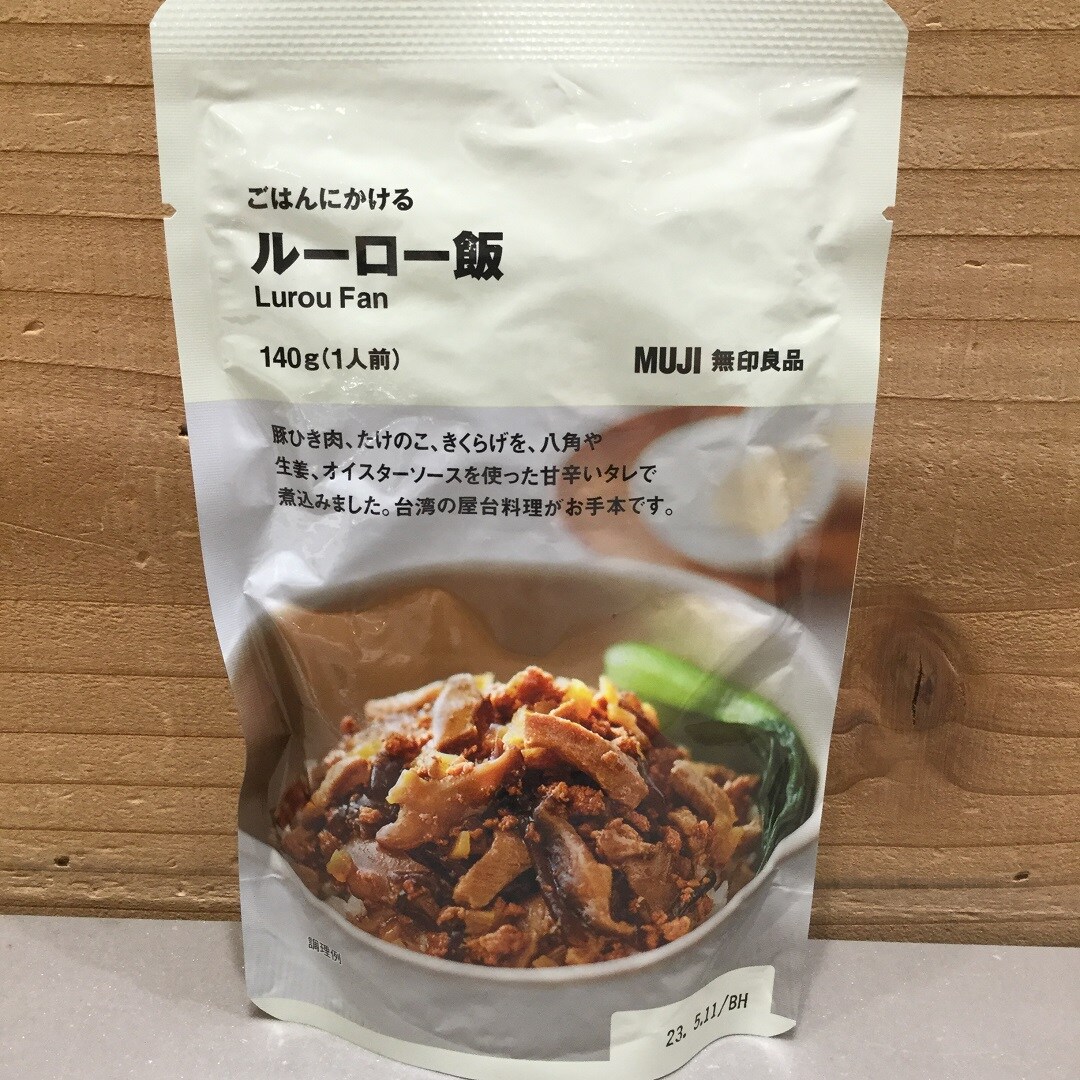 ごはんにかける
ルーロー飯
Lurou Fan
140g(1人前)
MUJI 無印良品
豚ひき肉、たけのこ、きくらげを、八角や
生姜、オイスターソースを使った甘辛いタレで
煮込みました。台湾の屋台料理がお手本です。
調理例
23. 5.11/BH